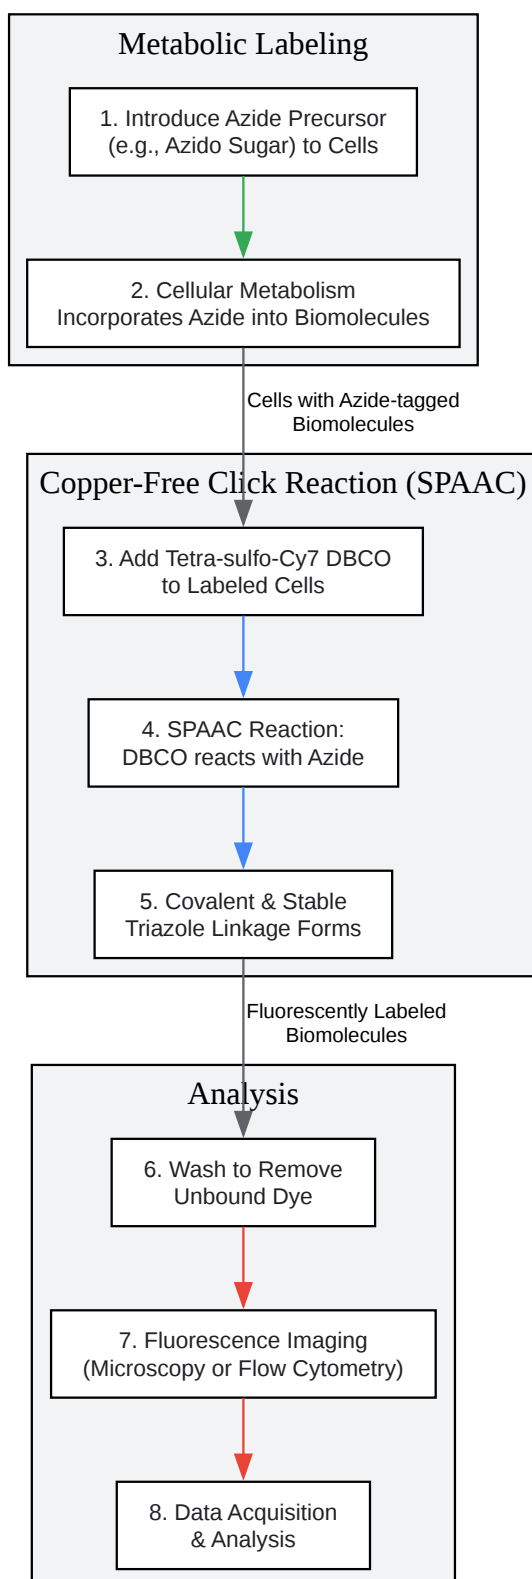 Metabolic Labeling
1. Introduce Azide Precursor
(e.g., Azido Sugar) to Cells
2. Cellular Metabolism
Incorporates Azide into Biomolecules
Cells with Azide-tagged
Biomolecules
Copper-Free Click Reaction (SPAAC)
3. Add Tetra-sulfo-Cy7 DBCO
to Labeled Cells
4. SPAAC Reaction:
DBCO reacts with Azide
5. Covalent & Stable
Triazole Linkage Forms
Fluorescently Labeled
Biomolecules
Analysis
6. Wash to Remove
Unbound Dye
7. Fluorescence Imaging
(Microscopy or Flow Cytometry)
8. Data Acquisition
& Analysis